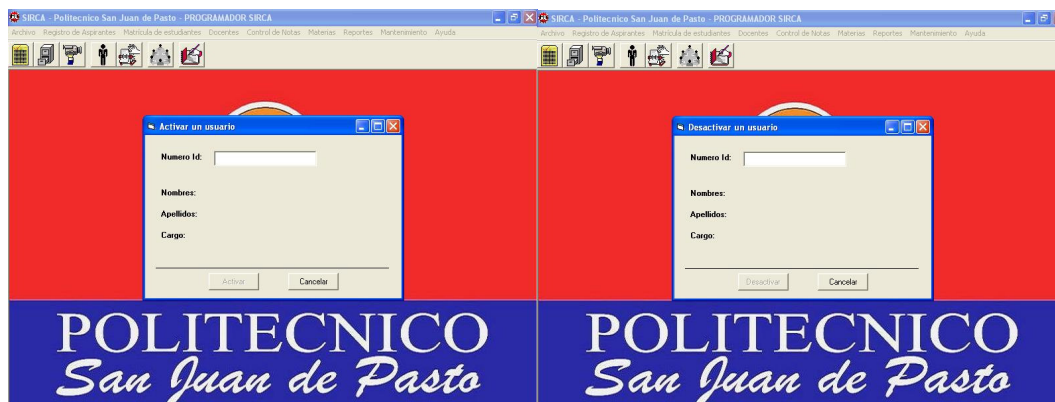 SIRCA - Politecnico San Juan de Pasto - PROGRAMADOR SIRCA
Archivo Registro de Aspirantes Matrícula de estudiantes Docentes Control de Notas Materias Reportes Mantenimiento Ayuda
Activar un usuario
Numero Id:
Nombres:
Apellidos:
Cargo:
Activar Cancelar
POLITECNICO
San Juan de Pasto
SIRCA - Politecnico San Juan de Pasto - PROGRAMADOR SIRCA
Archivo Registro de Aspirantes Matrícula de estudiantes Docentes Control de Notas Materias Reportes Mantenimiento Ayuda
Desactivar un usuario
Numero Id:
Nombres:
Apellidos:
Cargo:
Desactivar Cancelar
POLITECNICO
San Juan de Pasto